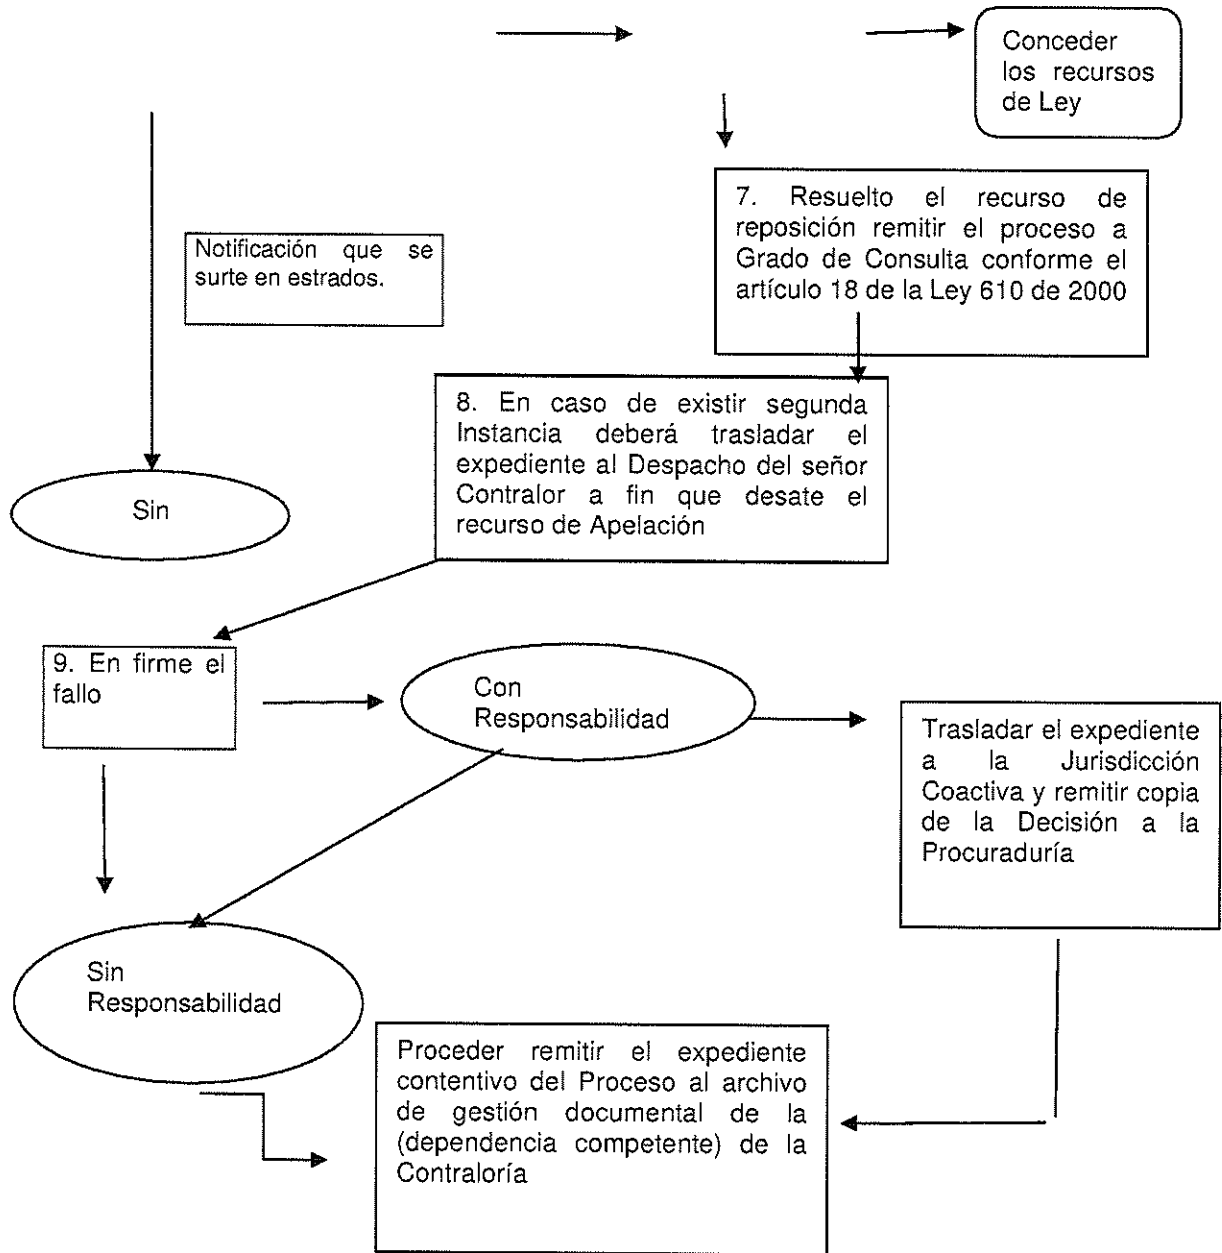 Conceder
los recursos
de Ley
7. Resuelto el recurso de
reposición remitir el proceso a
Grado de Consulta conforme el
artículo 18 de la Ley 610 de 2000
Notificación que se
surte en estrados.
8. En caso de existir segunda
Instancia deberá trasladar el
expediente al Despacho del señor
Contralor a fin que desate el
recurso de Apelación
Sin
9. En firme el
fallo
Con
Responsabilidad
Trasladar el expediente
a la Jurisdicción
Coactiva y remitir copia
de la Decisión a la
Procuraduría
Sin
Responsabilidad
Proceder remitir el expediente
contentivo del Proceso al archivo
de gestión documental de la
(dependencia competente) de la
Contraloría